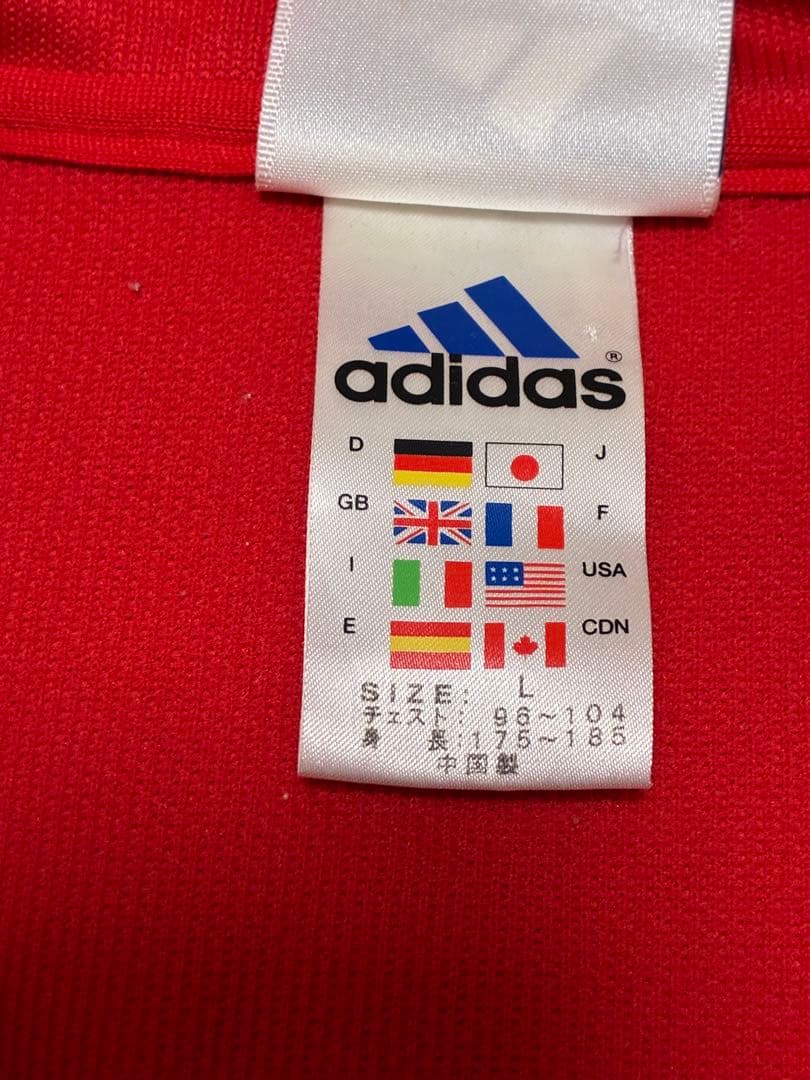 adidas®
D J
GB F
I USA
E CDN
SIZE: L
チェスト: 96~104
身 長:175~185
中国製